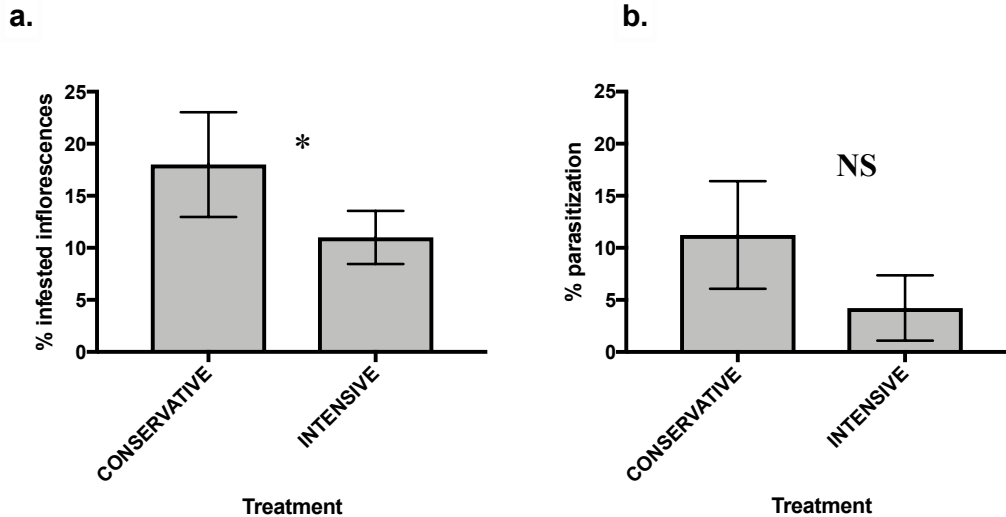 a.
% infested inflorescences
25
20
15
10
5
0
*
CONSERVATIVE
INTENSIVE
Treatment
b.
% parasitization
25
20
15
10
5
0
NS
CONSERVATIVE
INTENSIVE
Treatment